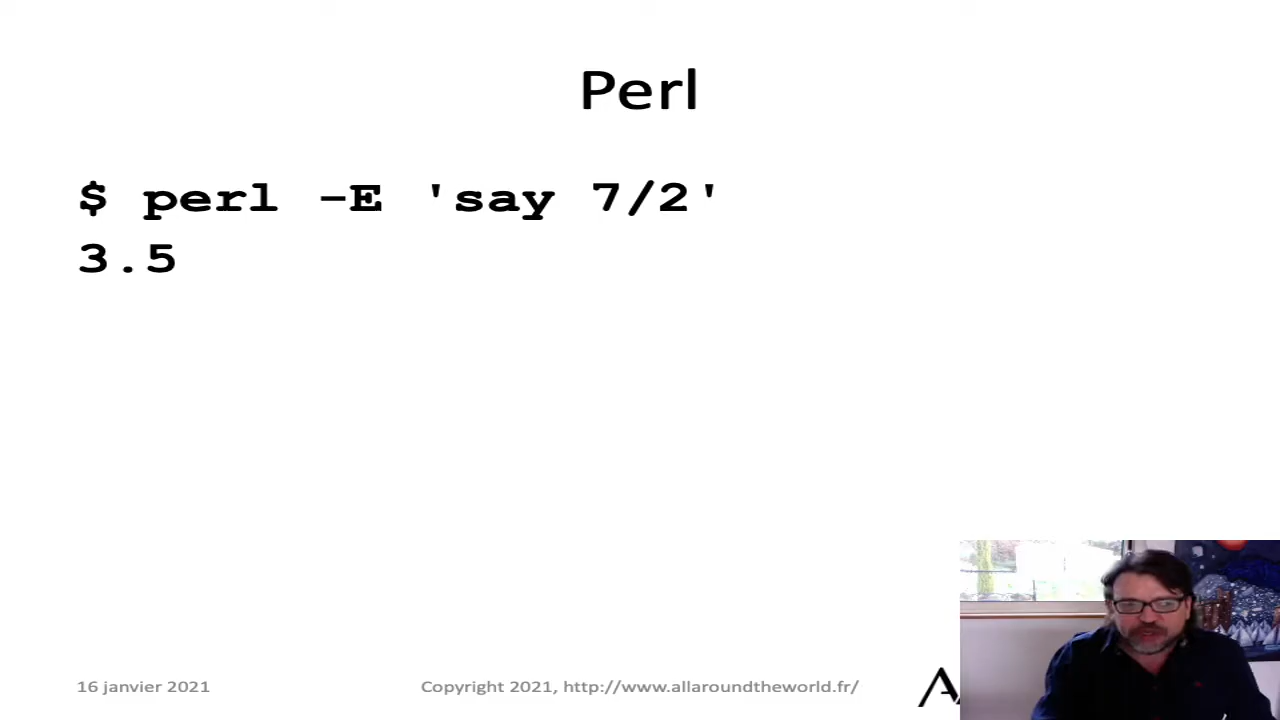 Perl
$ perl -E 'say 7/2'
3.5
16 janvier 2021
Copyright 2021, http://www.allaroundtheworld.fr/